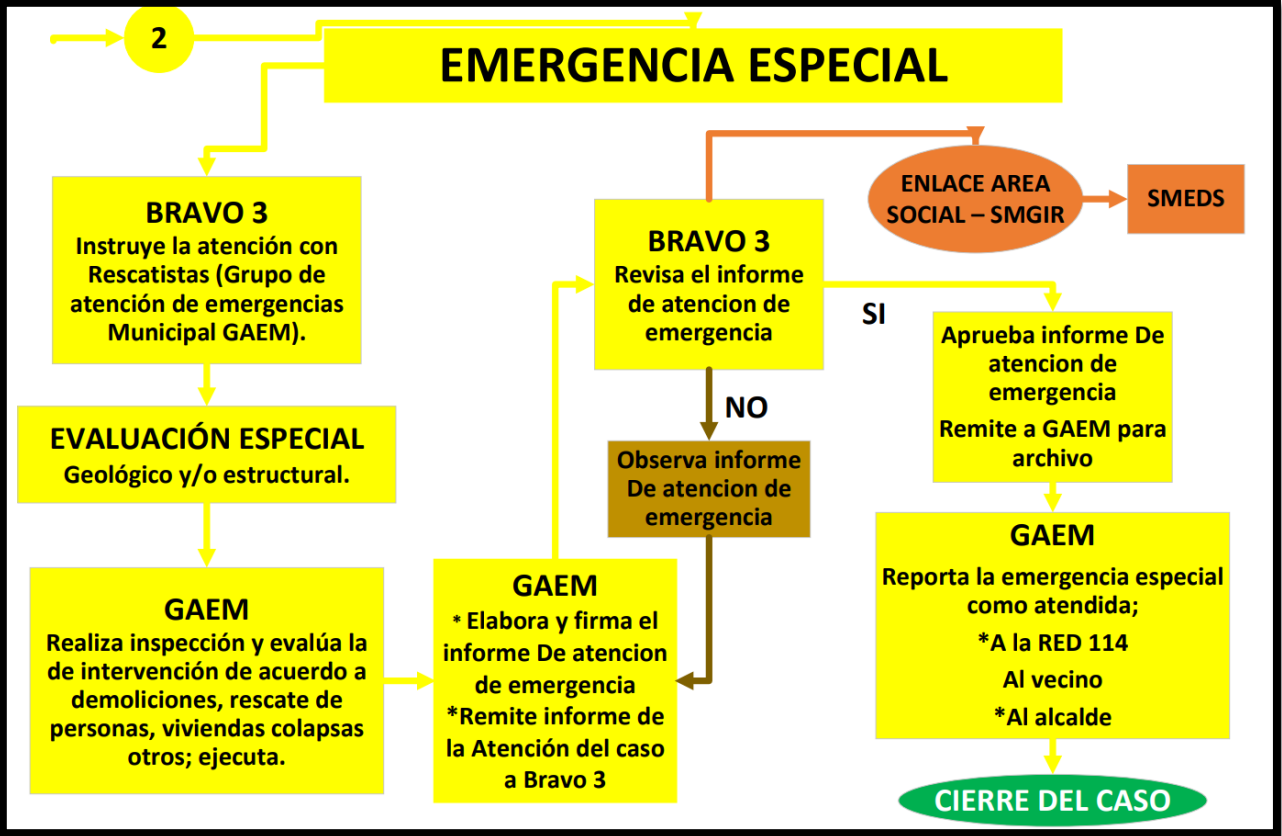 2
EMERGENCIA ESPECIAL
BRAVO 3
Instruye la atención con
Rescatistas (Grupo de
atención de emergencias
Municipal GAEM).
EVALUACIÓN ESPECIAL
Geológico y/o estructural.
GAEM
Realiza inspección y evalúa la
de intervención de acuerdo a
demoliciones, rescate de
personas, viviendas colapsas
otros; ejecuta.
GAEM
* Elabora y firma el
informe De atencion
de emergencia
*Remite informe de
la Atención del caso
a Bravo 3
BRAVO 3
Revisa el informe
de atencion de
emergencia
NO
Observa informe
De atencion de
emergencia
ENLACE AREA
SOCIAL – SMGIR
SMEDS
SI
Aprueba informe De
atencion de
emergencia
Remite a GAEM para
archivo
GAEM
Reporta la emergencia especial
como atendida;
*A la RED 114
Al vecino
*Al alcalde
CIERRE DEL CASO